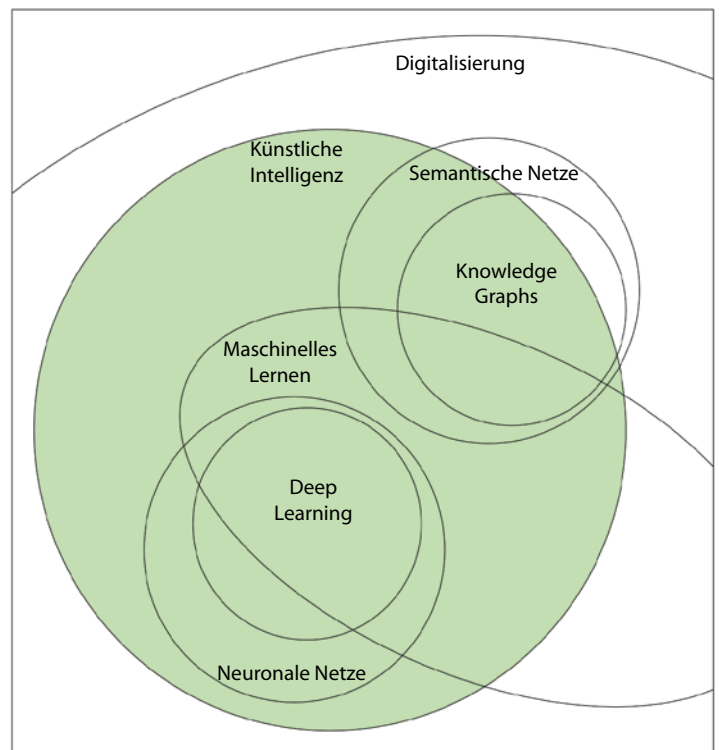 Digitalisierung
Künstliche
Intelligenz
Semantische Netze
Knowledge
Graphs
Maschinelles
Lernen
Deep
Learning
Neuronale Netze